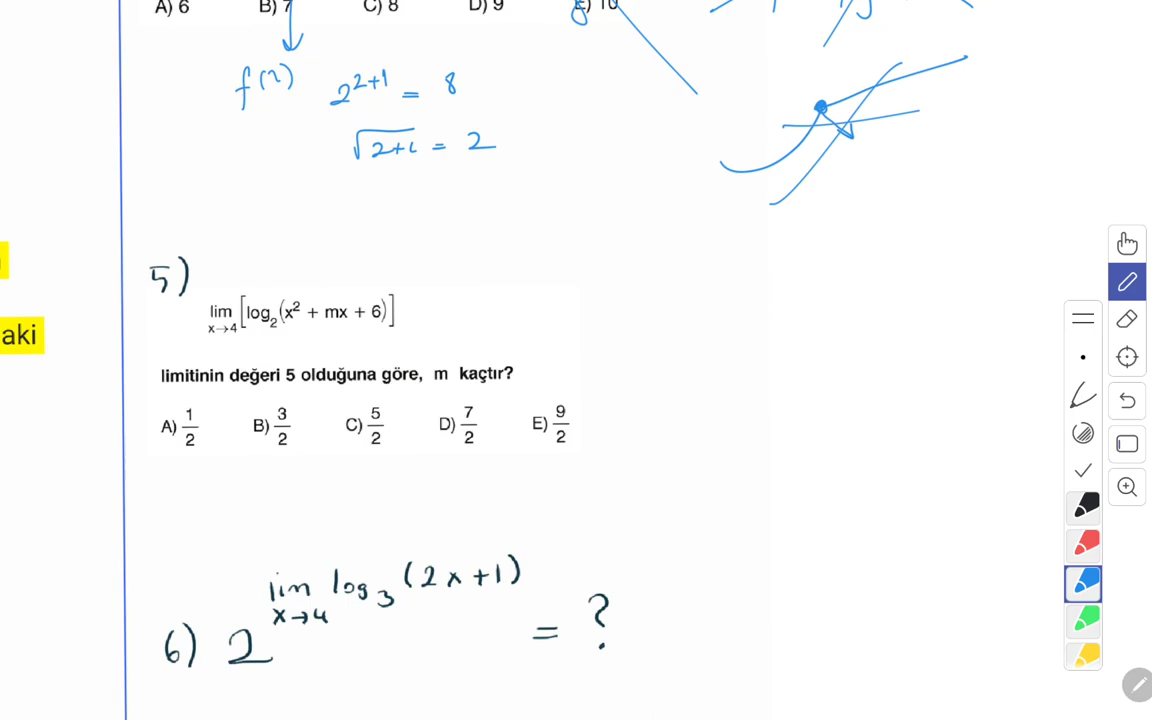 A) 6 B) 7 C) 8 D) 9 E) 10
8
f(2) 2^{2+1} = 8
√2+2 = 2
5)
lim x→4 [log₂(x² + mx + 6)]
limitinin değeri 5 olduğuna göre, m kaçtır?
A) 1/2 B) 3/2 C) 5/2 D) 7/2 E) 9/2
aki
6) 2^{lim x→4 log₃(2x+1)} = ?